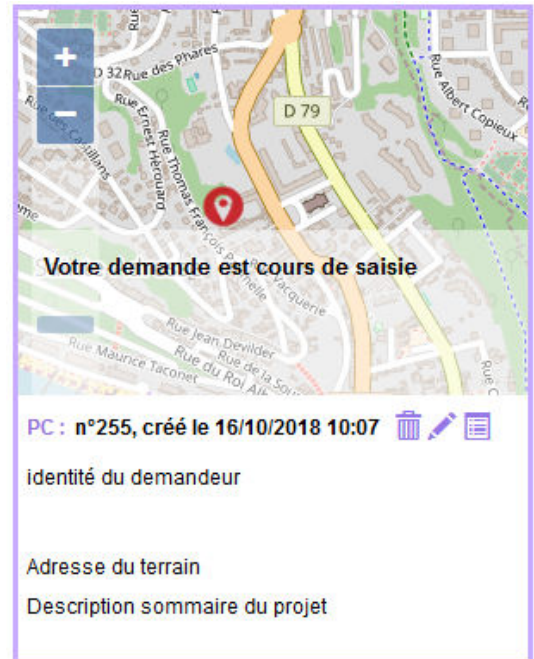 +
D 32 Rue des Phares
Rue
Rue Albert Copieux
−
D 79
Rue des Castillans
Rue Ernest Hérouard
Rue Thomas François
Vacquerie
Votre demande est cours de saisie
Rue Jean Devilder
Rue Maurice Taconet
Rue de la
Rue du Roi
PC : n°255, créé le 16/10/2018 10:07
identité du demandeur
Adresse du terrain
Description sommaire du projet